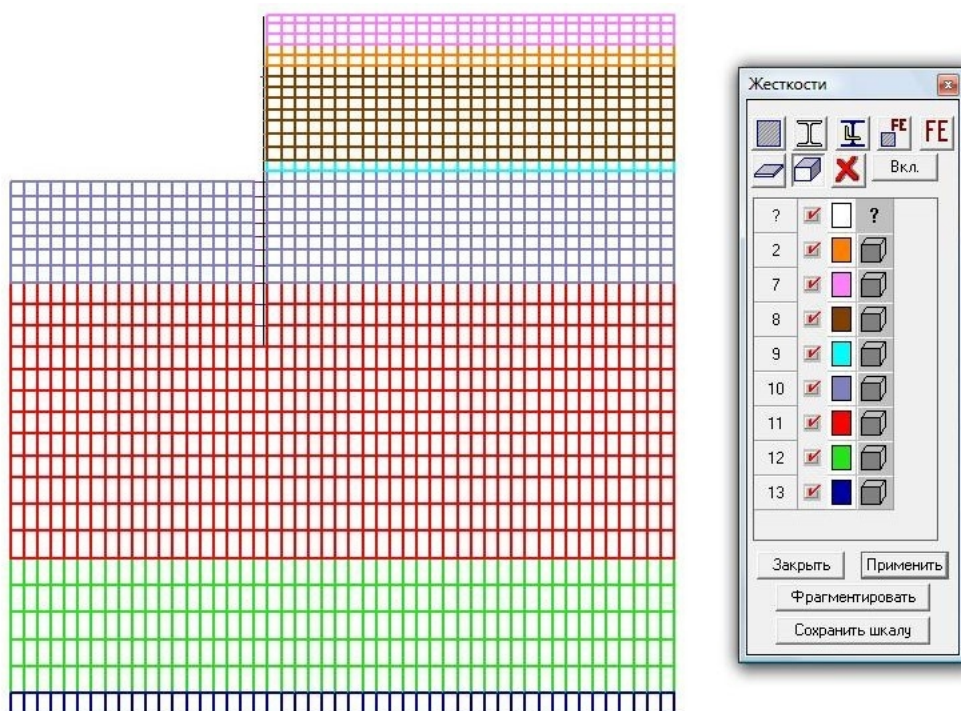 Жесткости
FE FE
Вкл.
? ?
2
7
8
9
10
11
12
13
Закрыть Применить
Фрагментировать
Сохранить шкалу